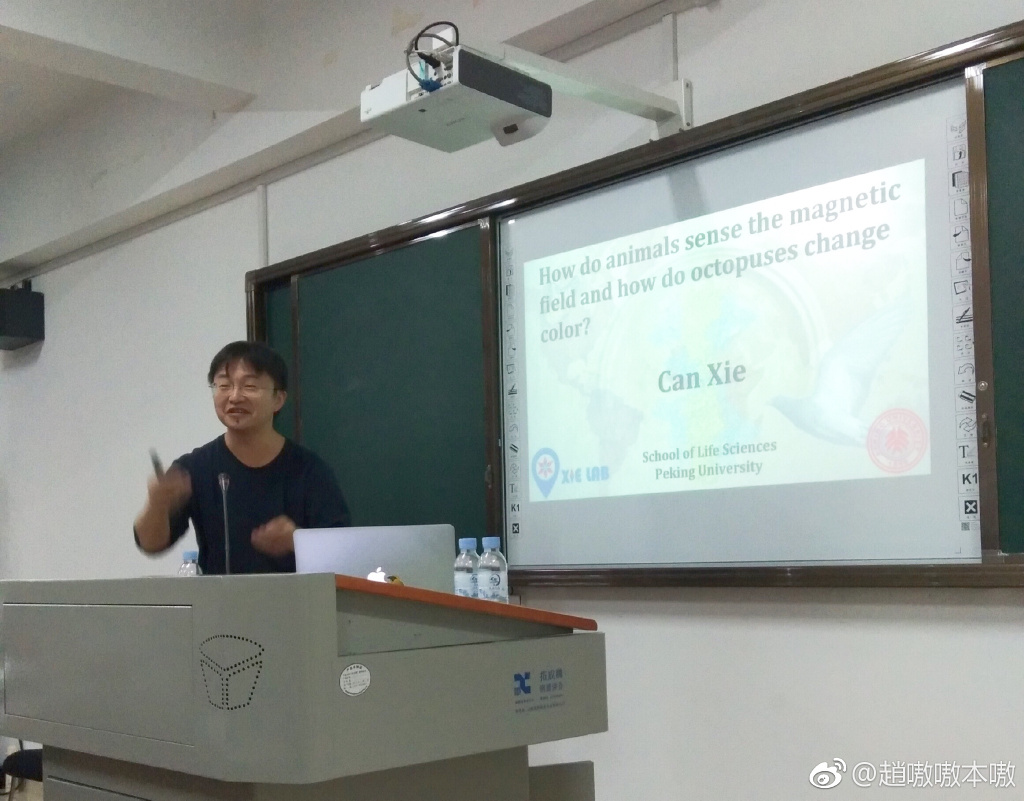 How do animals sense the magnetic
field and how do octopuses change
color?
Can Xie
School of Life Sciences
Peking University
XIE LAB
T
K1
T
K1
@趙嗷嗷本嗷